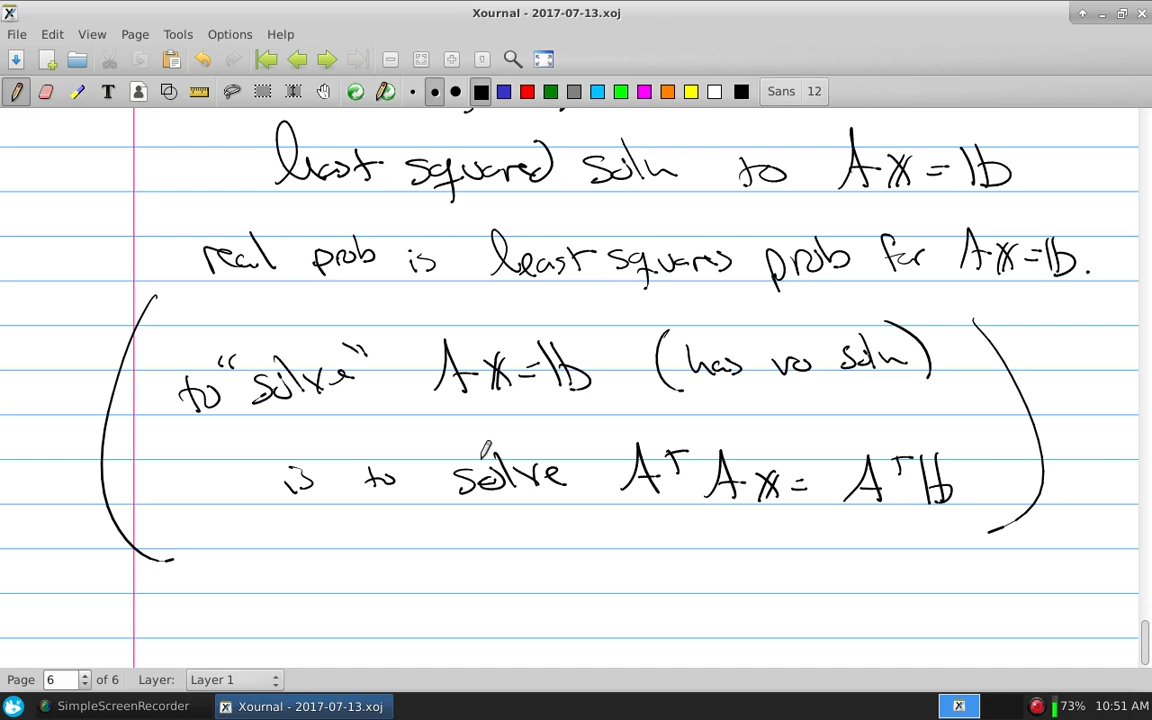 Xournal - 2017-07-13.xoj
File Edit View Page Tools Options Help
Sans 12
least squared soln to Ax = b
real prob is least squares prob for Ax = b.
to "solve" Ax = b (has no soln)
is to solve AᵀAx = Aᵀb
Page 6 of 6 Layer: Layer 1
SimpleScreenRecorder Xournal - 2017-07-13.xoj 73% 10:51 AM